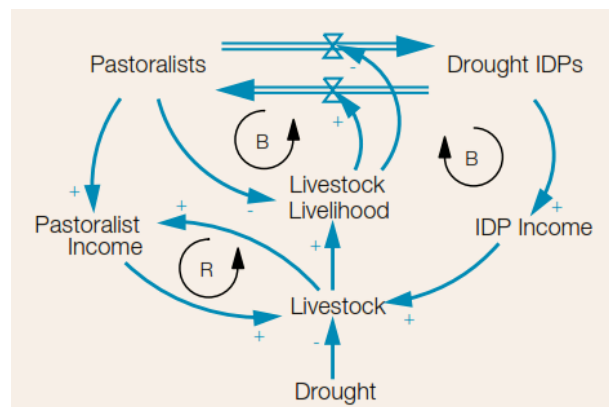 Pastoralists
Drought IDPs
-
+
B
B
Livestock
Livelihood
+
-
+
+
Pastoralist
Income
IDP Income
R
+
Livestock
+
+
-
Drought